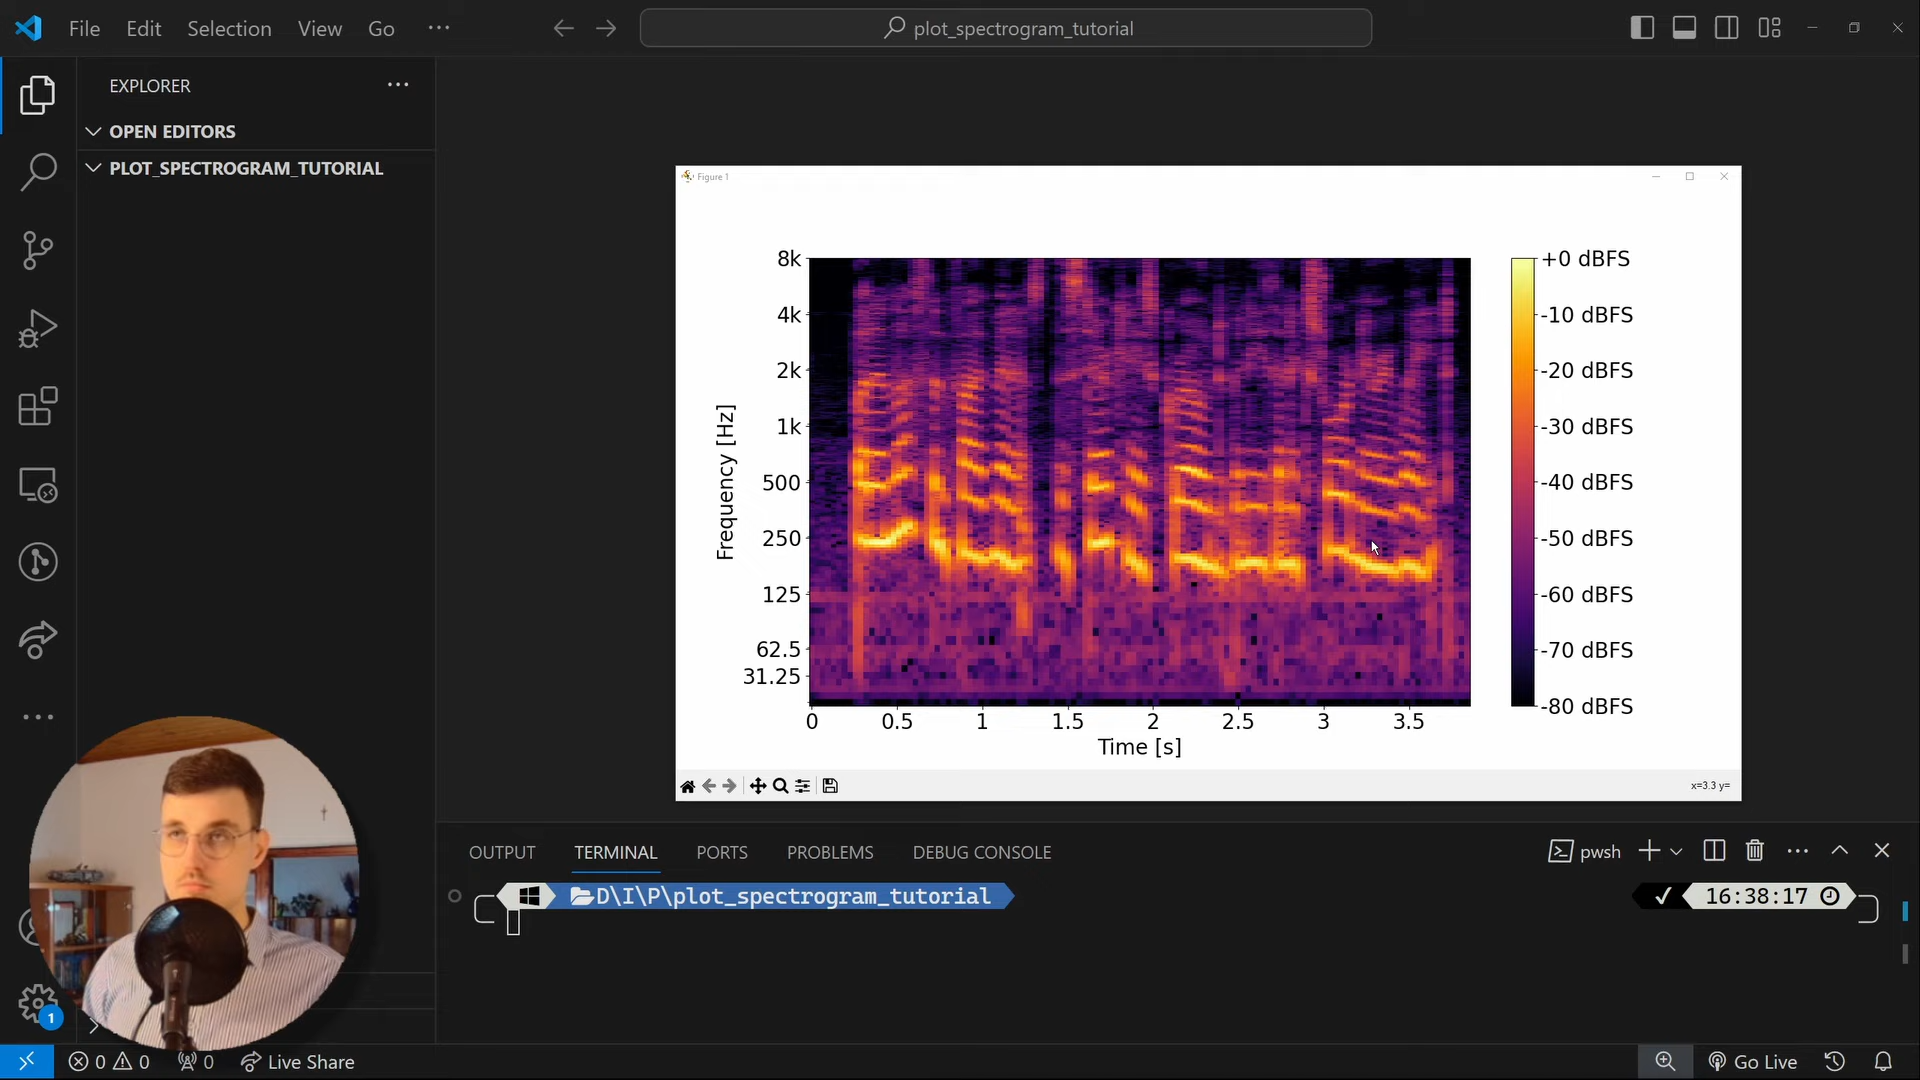 File Edit Selection View Go ···
plot_spectrogram_tutorial
EXPLORER
OPEN EDITORS
PLOT_SPECTROGRAM_TUTORIAL
Figure 1
8k
4k
2k
1k
500
250
125
62.5
31.25
Frequency [Hz]
0 0.5 1 1.5 2 2.5 3 3.5
Time [s]
+0 dBFS
-10 dBFS
-20 dBFS
-30 dBFS
-40 dBFS
-50 dBFS
-60 dBFS
-70 dBFS
-80 dBFS
x=3.3 y=
OUTPUT TERMINAL PORTS PROBLEMS DEBUG CONSOLE
pwsh
D\I\P\plot_spectrogram_tutorial
16:38:17
1
0 0 0 Live Share
Go Live